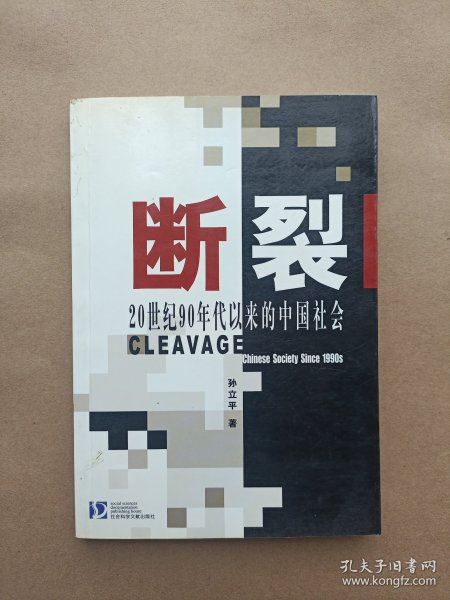 断裂
20世纪90年代以来的中国社会
CLEAVAGE
Chinese Society Since 1990s
孙立平 著
social sciences
documentation
publishing house
社会科学文献出版社
孔夫子旧书网
www.kongfz.com